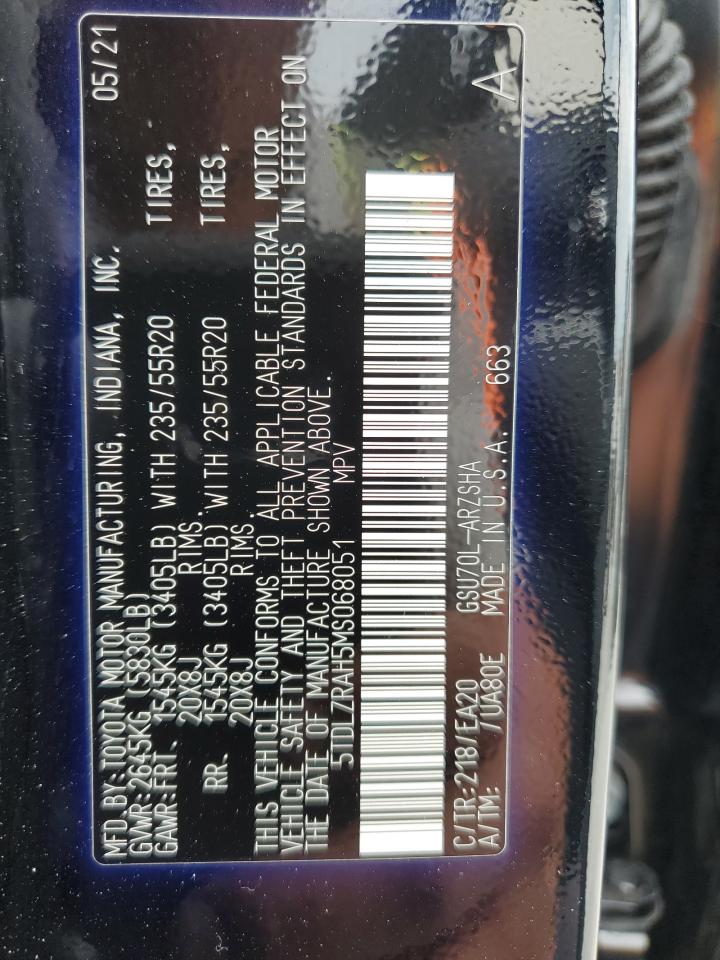 MFD. BY: TOYOTA MOTOR MANUFACTURING, INDIANA, INC. 05/21
GVWR: 2645KG (5830LB)
GAWR: FRT. 1545KG (3405LB) WITH 235/55R20 TIRES,
20X8J RIMS.
RR. 1545KG (3405LB) WITH 235/55R20 TIRES,
20X8J RIMS.
THIS VEHICLE CONFORMS TO ALL APPLICABLE FEDERAL MOTOR
VEHICLE SAFETY AND THEFT PREVENTION STANDARDS IN EFFECT ON
THE DATE OF MANUFACTURE SHOWN ABOVE.
5TDLZRAH5MS068051 MPV
C/TR: 218/EA20 GSU70L-ARZSHA
A/TM: /UA80E MADE IN U.S.A. 663 A